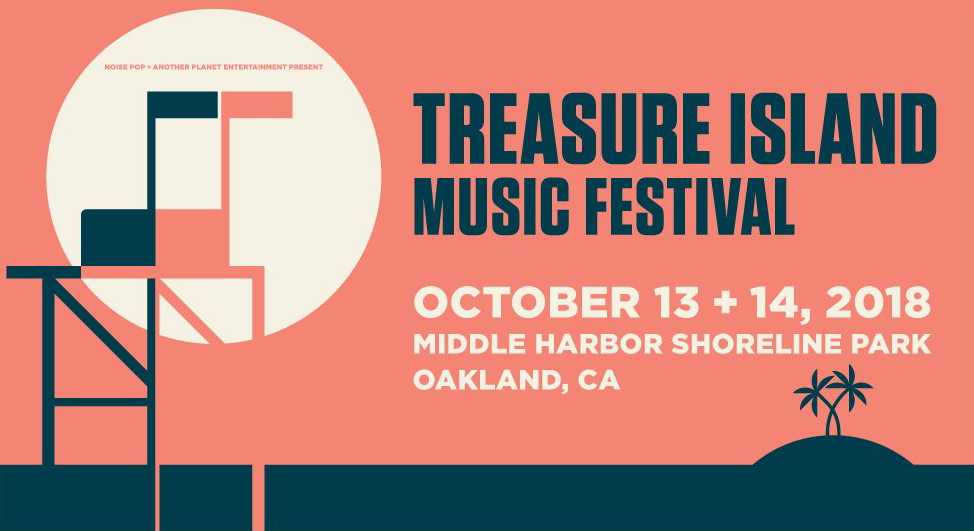 NOISE POP + ANOTHER PLANET ENTERTAINMENT PRESENT
TREASURE ISLAND
MUSIC FESTIVAL
OCTOBER 13 + 14, 2018
MIDDLE HARBOR SHORELINE PARK
OAKLAND, CA